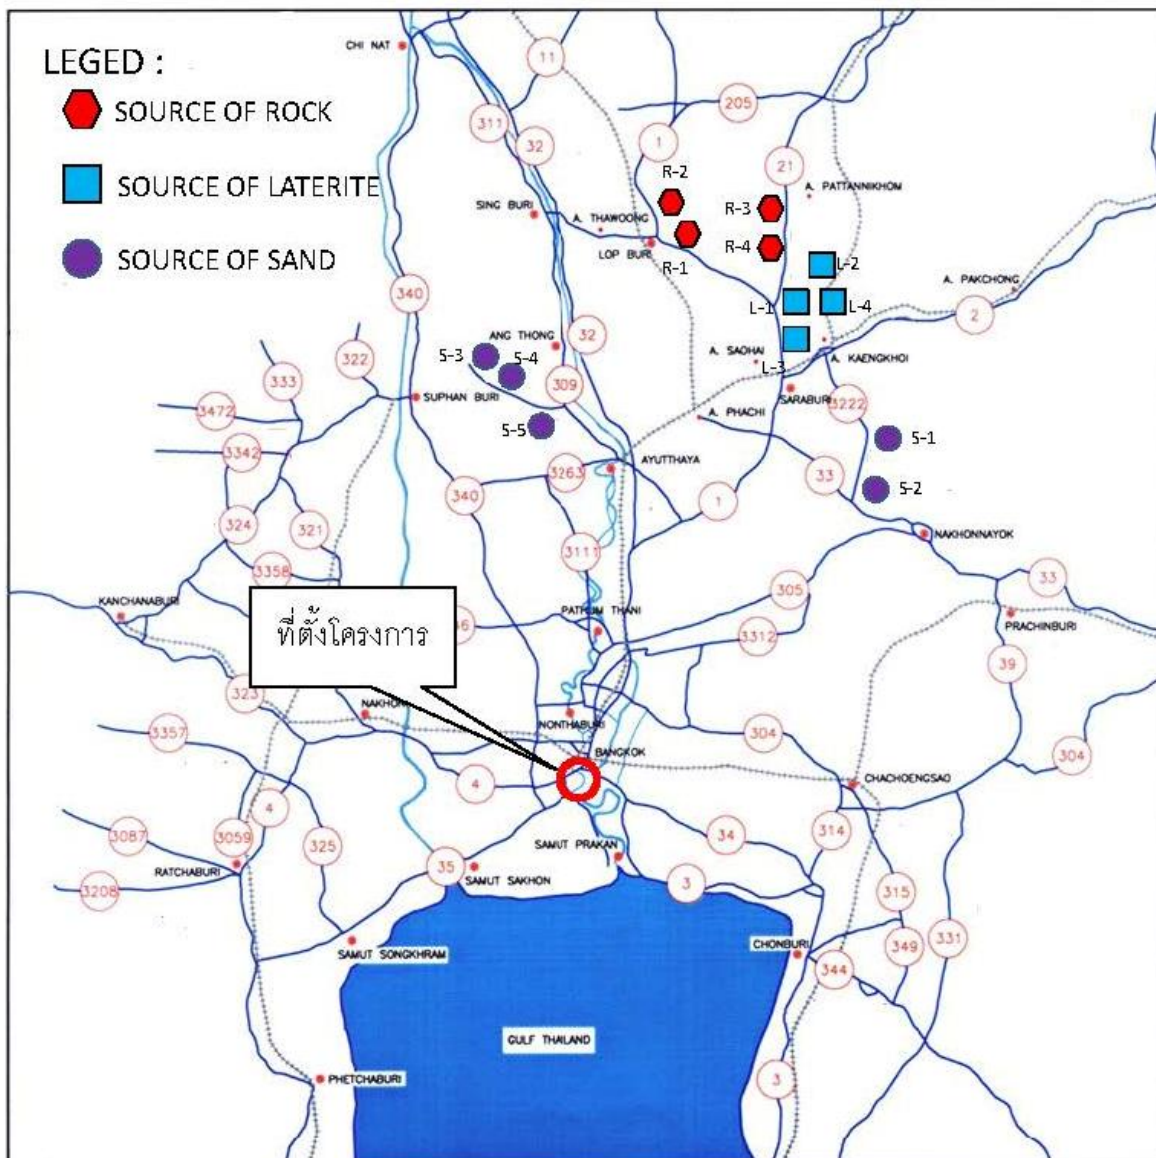 LEGED :
SOURCE OF ROCK
SOURCE OF LATERITE
SOURCE OF SAND
CHI NAT
11
205
311
32
1
21
R-2
A. PATTANNIKHOM
SING BURI
A. THAWOONG
R-3
LOP BURI
R-4
R-1
L-2
A. PAKCHONG
340
L-1
L-4
2
322
ANG THONG
32
S-3
S-4
A. SAOHAI
L-3
A. KAENGKHOI
333
309
SUPHAN BURI
SARABURI
3222
3472
A. PHACHI
S-5
S-1
3342
AYUTTHAYA
3263
33
340
1
S-2
324
321
NAKHONNAYOK
3111
3358
33
305
KANCHANABURI
PATHUM THANI
PRACHINBURI
ที่ตั้งโครงการ
3312
39
323
NAKHON
NONTHABURI
3357
304
BANGKOK
304
4
CHACHOENGSAO
4
3087
3059
325
34
314
SAMUT PRAKAN
RATCHABURI
35
SAMUT SAKHON
3
3208
315
SAMUT SONGKHRAM
CHONBURI
349
331
344
GULF THAILAND
PHETCHABURI
3